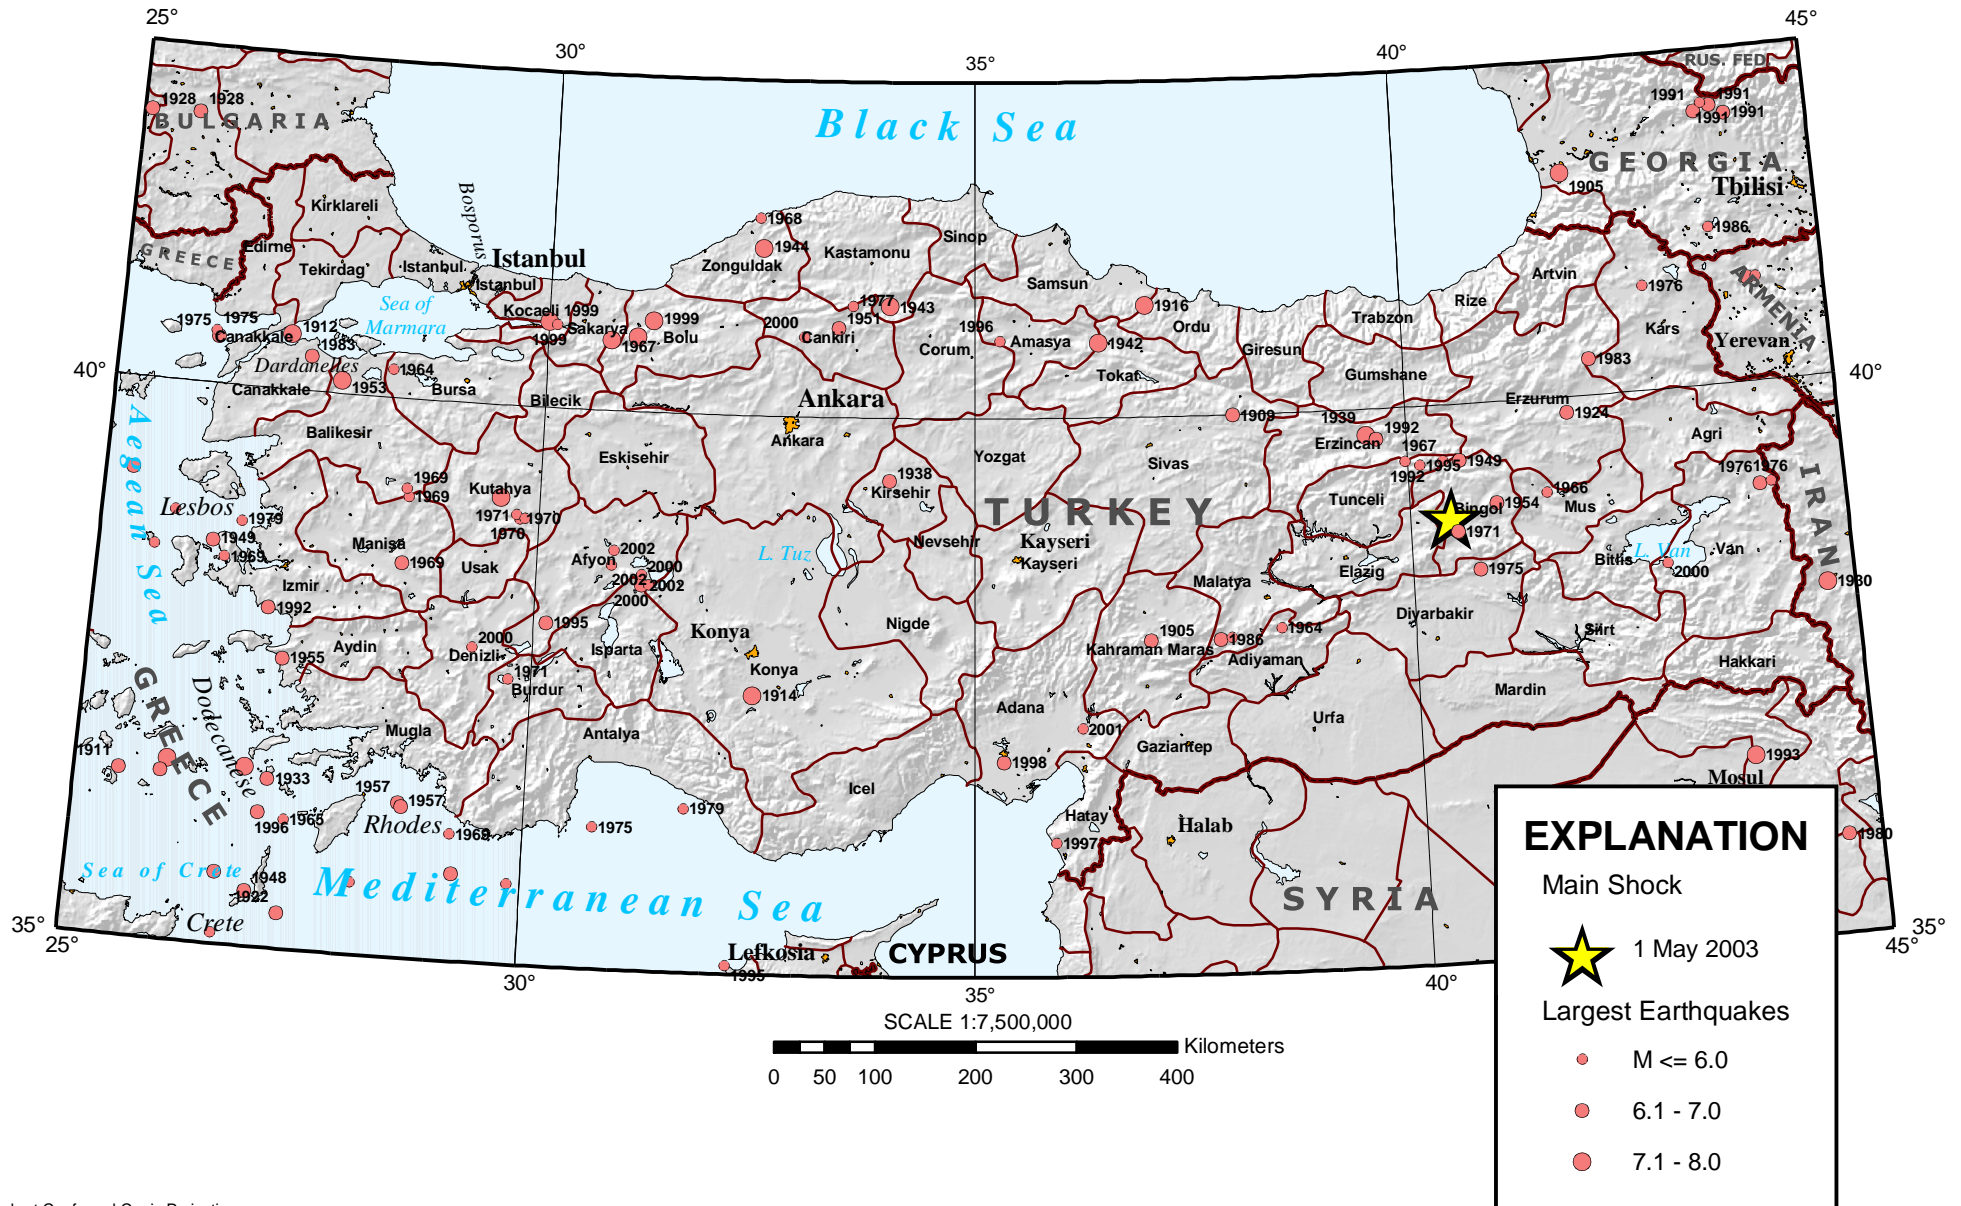 25°
45°
30°
35°
40°
RUS. FED
1928
1928
BULGARIA
Black Sea
1991
1991
1991
1991
GEORGIA
Tbilisi
1905
Kirklareli
Bosporus
1968
1986
Edirne
GREECE
Tekirdag
Istanbul
Istanbul
Istanbul
1944
Zonguldak
Kastamonu
Sinop
Samsun
Artvin
1976
ARMENIA
Sea of
Marmara
Kocaeli
1999
1999
Sakarya
1999
1967
Bolu
2000
1977
1951
Cankiri
1943
1996
Corum
Amasya
1916
Ordu
1942
Giresun
Trabzon
Rize
Kars
Yerevan
1975
1975
Canakkale
1912
1983
Dardanelles
1964
1953
Canakkale
Bursa
Bilecik
40°
40°
Tokat
Gumshane
1983
Erzurum
1924
Ankara
Ankara
1909
1939
1992
Erzincan
1967
1992
1995
1949
Agri
Aegean Sea
Balikesir
Eskisehir
1938
Kirsehir
Yozgat
Sivas
TURKEY
Tunceli
Bingol
1954
1966
Mus
1971
1976
1976
IRAN
Lesbos
1979
1949
1969
1969
1969
Kutahya
1971
1970
1970
Manisa
1969
Usak
Izmir
1992
Afyon
2002
2000
2002
2002
2000
L. Tuz
Nevsehir
Kayseri
Kayseri
Malatya
Elazig
1975
Bitlis
L. Van
2000
Van
1930
Diyarbakir
Siirt
Hakkari
Aydin
1955
2000
Denizli
1995
1971
Burdur
Isparta
Konya
Konya
1914
Nigde
1905
Kahraman Maras
1986
1964
Adiyaman
Mardin
Urfa
Adana
2001
1998
Gaziantep
Mugla
Antalya
Icel
GREECE
Dodecanese
1911
1933
1996
1965
1957
1957
Rhodes
1969
1975
1979
Hatay
1997
Halab
SYRIA
1993
Mosul
1980
Sea of Crete
1948
1922
Crete
Mediterranean Sea
Lefkosia
1995
CYPRUS
35°
25°
30°
35°
40°
35°
45°
SCALE 1:7,500,000
Kilometers
0 50 100 200 300 400
EXPLANATION
Main Shock
1 May 2003
Largest Earthquakes
M <= 6.0
6.1 - 7.0
7.1 - 8.0